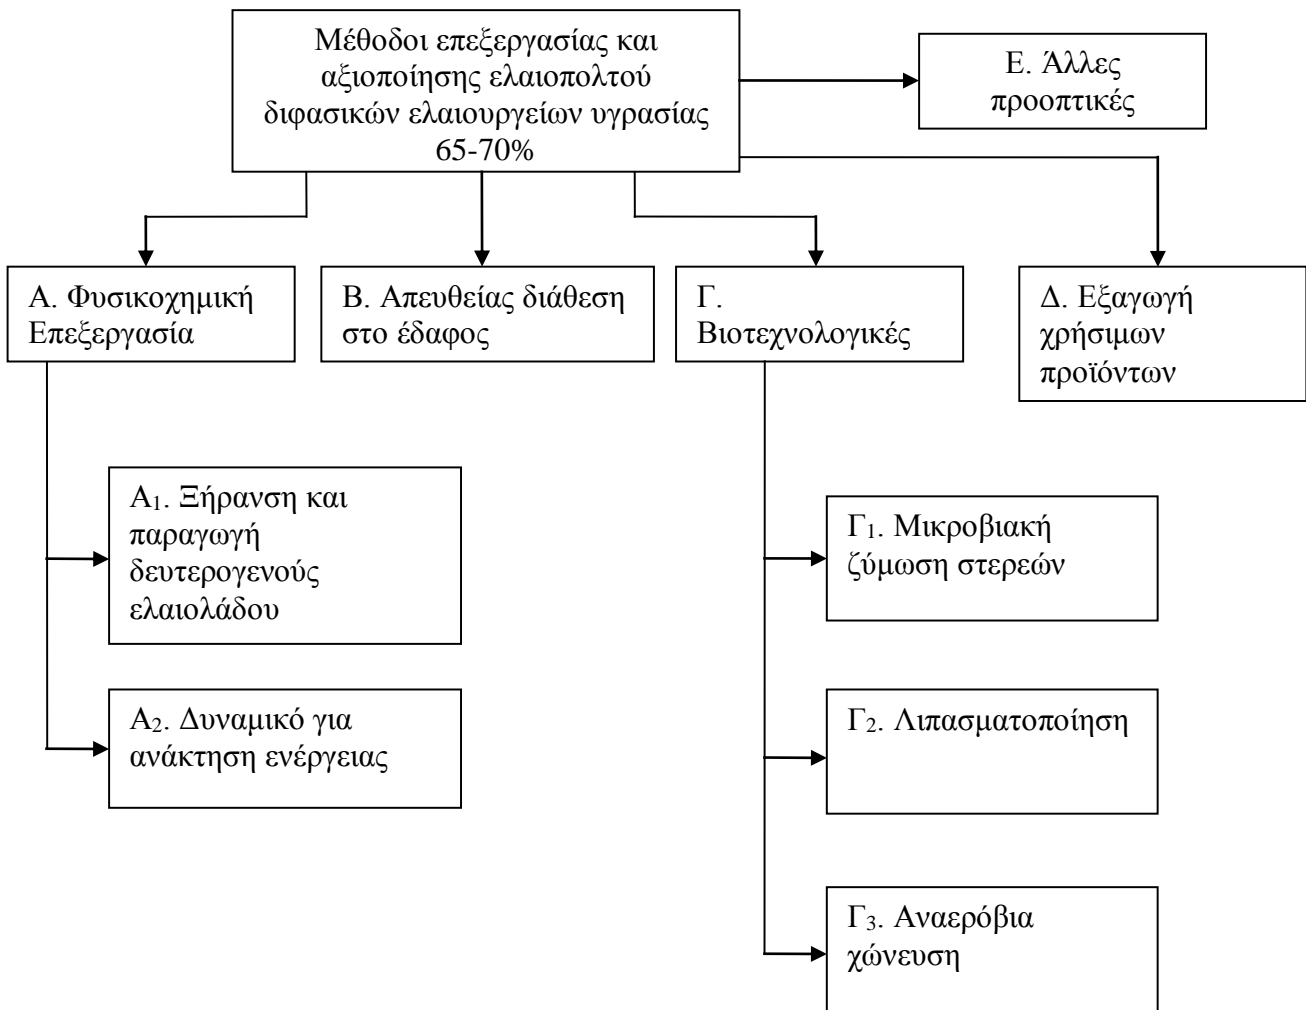 Μέθοδοι επεξεργασίας και
αξιοποίησης ελαιοπολτού
διφασικών ελαιουργείων υγρασίας
65-70%
Ε. Άλλες
προοπτικές
Α. Φυσικοχημική
Επεξεργασία
Β. Απευθείας διάθεση
στο έδαφος
Γ.
Βιοτεχνολογικές
Δ. Εξαγωγή
χρήσιμων
προϊόντων
Α₁. Ξήρανση και
παραγωγή
δευτερογενούς
ελαιολάδου
Α₂. Δυναμικό για
ανάκτηση ενέργειας
Γ₁. Μικροβιακή
ζύμωση στερεών
Γ₂. Λιπασματοποίηση
Γ₃. Αναερόβια
χώνευση